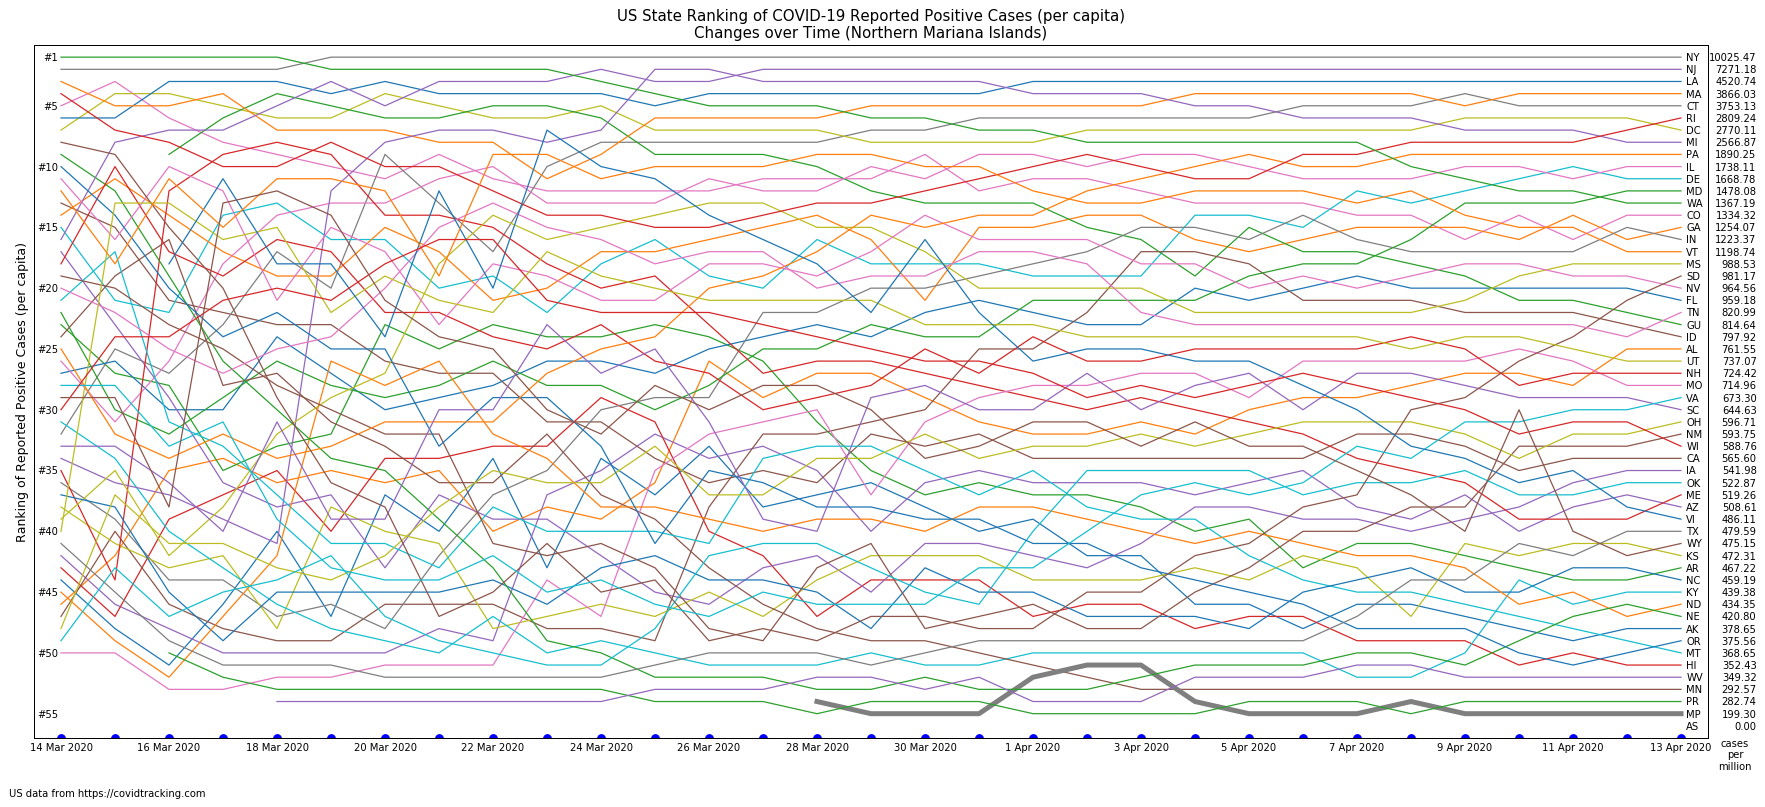 US State Ranking of COVID-19 Reported Positive Cases (per capita)
Changes over Time (Northern Mariana Islands)
Ranking of Reported Positive Cases (per capita)
#1
#5
#10
#15
#20
#25
#30
#35
#40
#45
#50
#55
NY 10025.47
NJ 7271.18
LA 4520.74
MA 3866.03
CT 3753.13
RI 2809.24
DC 2770.11
MI 2566.87
PA 1890.25
IL 1738.11
DE 1668.78
MD 1478.08
WA 1367.19
CO 1334.32
GA 1254.07
IN 1223.37
VT 1198.74
MS 988.53
SD 981.17
NV 964.56
FL 959.18
TN 820.99
GU 814.64
ID 797.92
AL 761.55
UT 737.07
NH 724.42
MO 714.96
VA 673.30
SC 644.63
OH 596.71
NM 593.75
WI 588.76
CA 565.60
IA 541.98
OK 522.87
ME 519.26
AZ 508.61
VI 486.11
TX 479.59
WY 475.15
KS 472.31
AR 467.22
NC 459.19
KY 439.38
ND 434.35
NE 420.80
AK 378.65
OR 375.56
MT 368.65
HI 352.43
WV 349.32
MN 292.57
PR 282.74
MP 199.30
AS 0.00
14 Mar 2020 16 Mar 2020 18 Mar 2020 20 Mar 2020 22 Mar 2020 24 Mar 2020 26 Mar 2020 28 Mar 2020 30 Mar 2020 1 Apr 2020 3 Apr 2020 5 Apr 2020 7 Apr 2020 9 Apr 2020 11 Apr 2020 13 Apr 2020
cases
per
million
US data from https://covidtracking.com